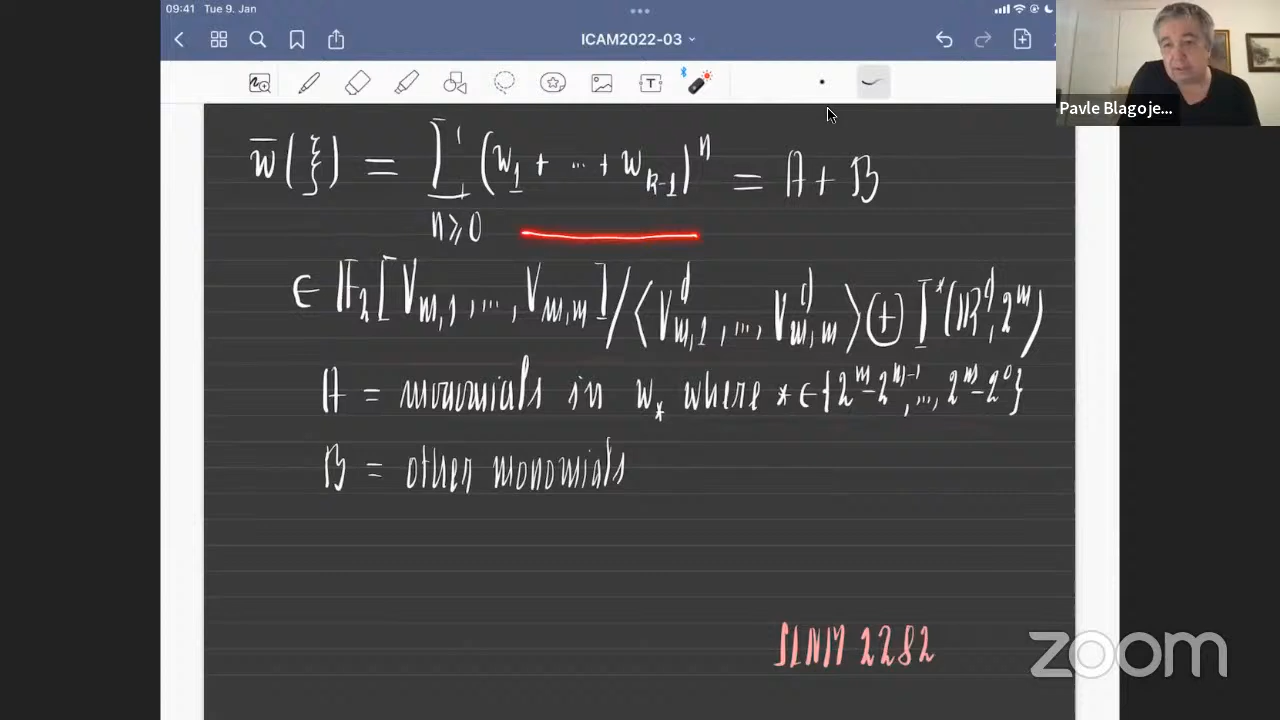 09:41 Tue 9. Jan
ICAM2022-03
Pavle Blagoje...
w̄(ξ) = Σ_{n≥0} (w_1 + ... + w_{k-1})^n = A + B
∈ F_2[V_{m,1}, ..., V_{m,m}] / ⟨V_{m,1}^d, ..., V_{m,m}^d⟩ ⊕ I^*(R^d, 2^m)
A = monomials in w_* where * ∈ {2^m-2^{m-1}, ..., 2^m-2^0}
B = other monomials
SLNM 2282
zoom